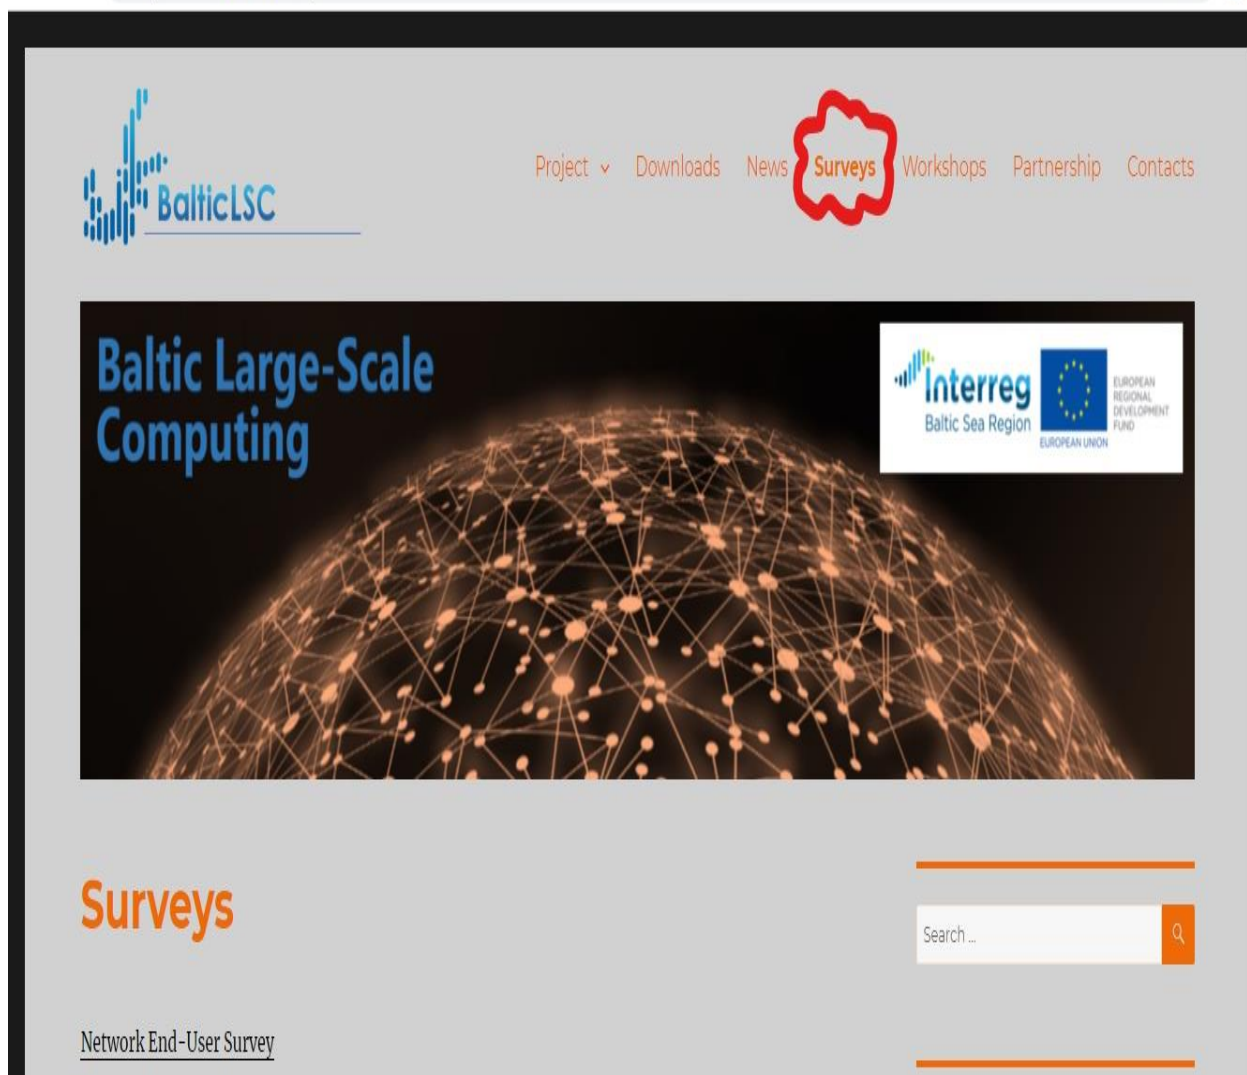 BalticLSC
Project Downloads News Surveys Workshops Partnership Contacts
Baltic Large-Scale
Computing
Interreg
Baltic Sea Region
EUROPEAN UNION
EUROPEAN
REGIONAL
DEVELOPMENT
FUND
Surveys
Search ...
Network End-User Survey